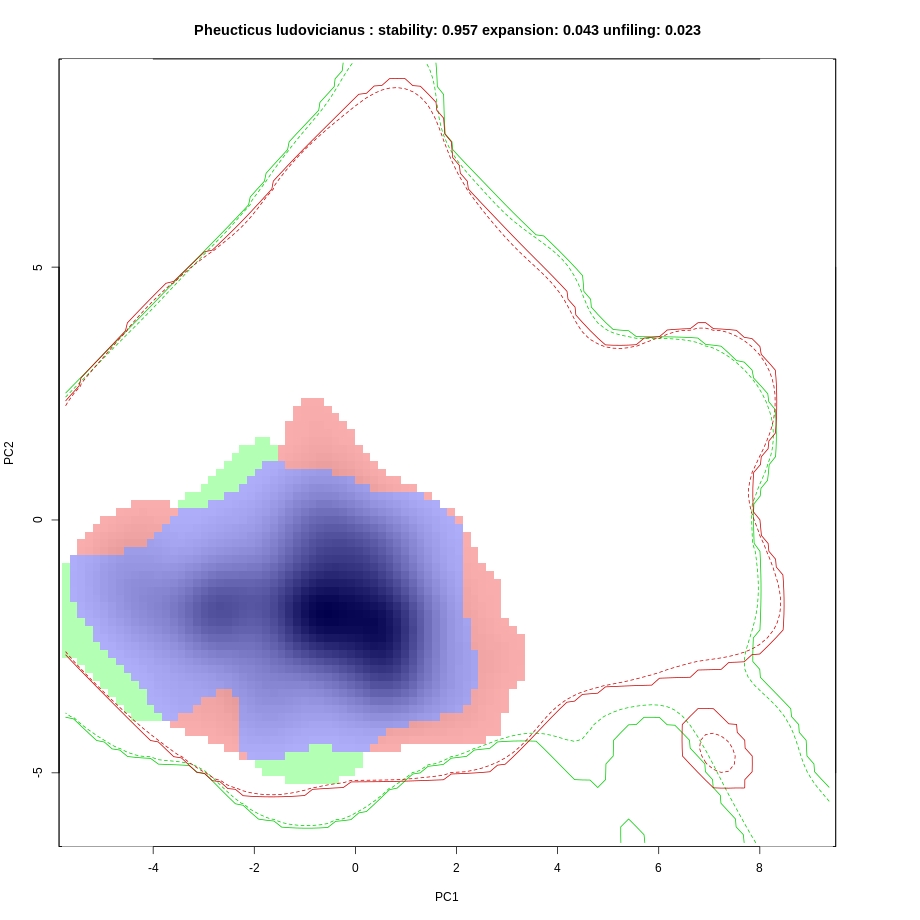 Pheucticus ludovicianus : stability: 0.957 expansion: 0.043 unfiling: 0.023
5
0
-5
PC2
-4 -2 0 2 4 6 8
PC1